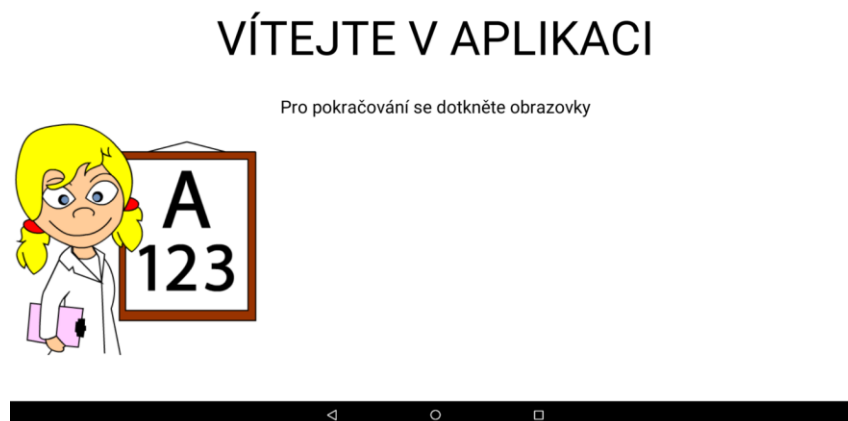 VÍTEJTE V APLIKACI
Pro pokračování se dotkněte obrazovky
A
123